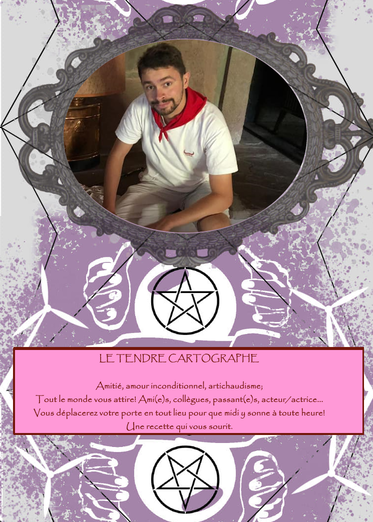 LE TENDRE CARTOGRAPHE
Amitié, amour inconditionnel, artichaudisme;
Tout le monde vous attire! Ami(e)s, collègues, passant(e)s, acteur/actrice...
Vous déplacerez votre porte en tout lieu pour que midi y sonne à toute heure!
Une recette qui vous sourit.